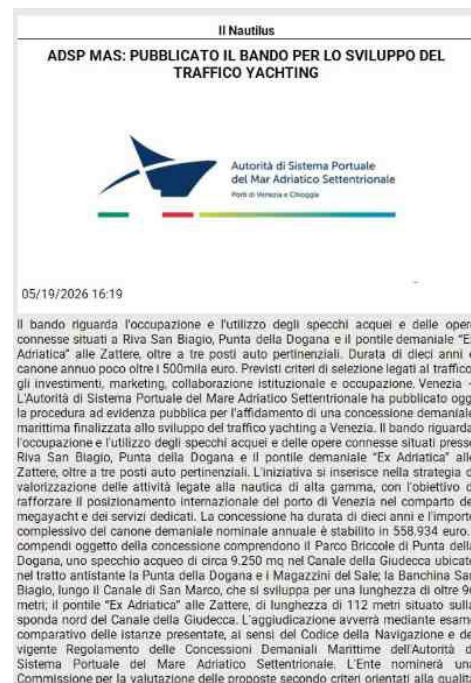 Il Nautilus
ADSP MAS: PUBBLICATO IL BANDO PER LO SVILUPPO DEL
TRAFFICO YACHTING
Autorità di Sistema Portuale
del Mar Adriatico Settentrionale
Porti di Venezia e Chioggia
05/19/2026 16:19
Il bando riguarda l'occupazione e l'utilizzo degli specchi acquei e delle oper
connesse situati a Riva San Biagio, Punta della Dogana e il pontile demaniale "Ex
Adriatica" alle Zattere, oltre a tre posti auto pertinenziali. Durata di dieci anni e
canone annuo poco oltre i 500mila euro. Previsti criteri di selezione legati al traffico,
gli investimenti, marketing, collaborazione istituzionale e occupazione. Venezia –
L'Autorità di Sistema Portuale del Mare Adriatico Settentrionale ha pubblicato ogg
la procedura ad evidenza pubblica per l'affidamento di una concessione demaniale
marittima finalizzata allo sviluppo del traffico yachting a Venezia. Il bando riguarda
l'occupazione e l'utilizzo degli specchi acquei e delle opere connesse situati presso
Riva San Biagio, Punta della Dogana e il pontile demaniale "Ex Adriatica" alle
Zattere, oltre a tre posti auto pertinenziali. L'iniziativa si inserisce nella strategia d
valorizzazione delle attività legate alla nautica di alta gamma, con l'obiettivo d
rafforzare il posizionamento internazionale del porto di Venezia nel comparto de
megayacht e dei servizi dedicati. La concessione ha durata di dieci anni e l'importo
complessivo del canone demaniale nominale annuale è stabilito in 558.934 euro. I
compendi oggetto della concessione comprendono il Parco Briccole di Punta della
Dogana, uno specchio acqueo di circa 9.250 mq nel Canale della Giudecca ubicato
nel tratto antistante la Punta della Dogana e i Magazzini del Sale; la Banchina San
Biagio, lungo il Canale di San Marco, che si sviluppa per una lunghezza di oltre 90
metri; il pontile "Ex Adriatica" alle Zattere, di lunghezza di 112 metri situato sulla
sponda nord del Canale della Giudecca. L'aggiudicazione avverrà mediante esame
comparativo delle istanze presentate, ai sensi del Codice della Navigazione e de
vigente Regolamento delle Concessioni Demaniali Marittime dell'Autorità d
Sistema Portuale del Mare Adriatico Settentrionale. L'Ente nominerà una
Commissione per la valutazione delle proposte secondo criteri orientati alla qualità